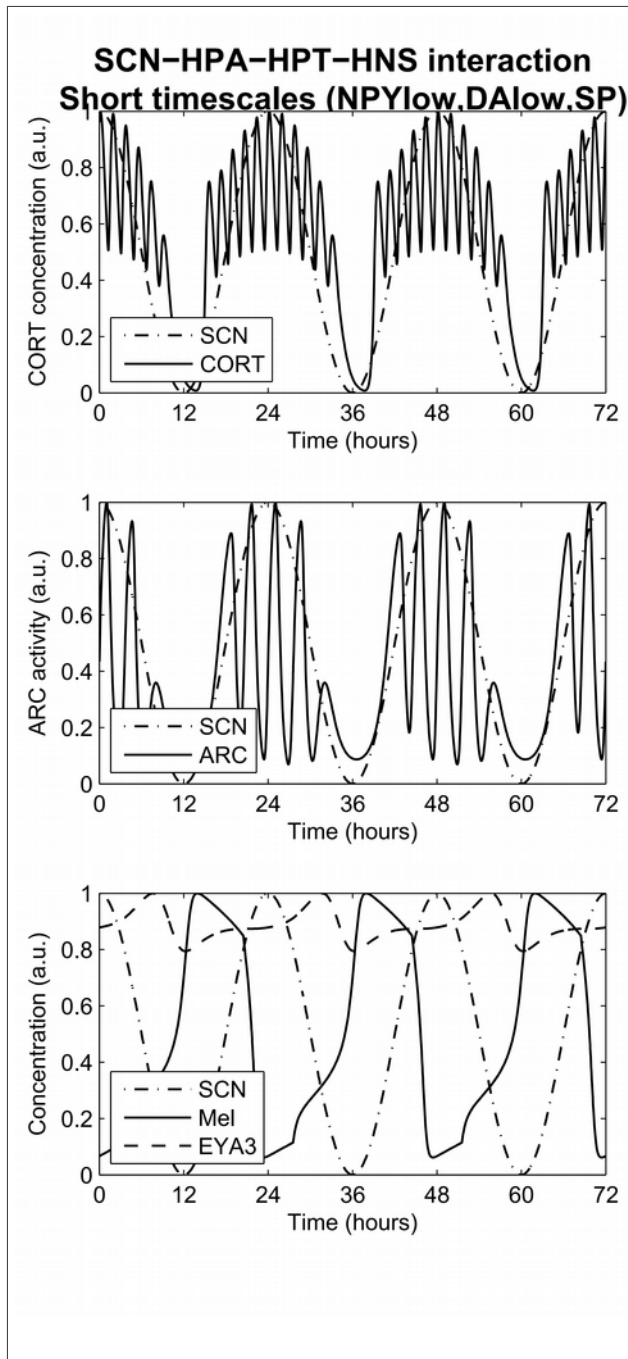 SCN−HPA−HPT−HNS interaction
Short timescales (NPYlow,DAlow,SP)
CORT concentration (a.u.)
1
0.8
0.6
0.4
0.2
0
SCN
CORT
0 12 24 36 48 60 72
Time (hours)
ARC activity (a.u.)
1
0.8
0.6
0.4
0.2
0
SCN
ARC
0 12 24 36 48 60 72
Time (hours)
Concentration (a.u.)
1
0.8
0.6
0.4
0.2
0
SCN
Mel
EYA3
0 12 24 36 48 60 72
Time (hours)